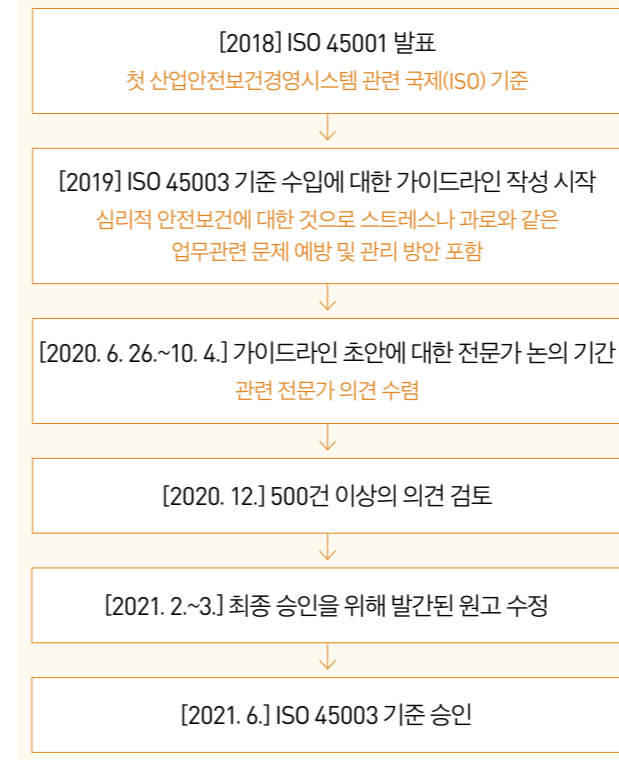 [2018] ISO 45001 발표
첫 산업안전보건경영시스템 관련 국제(ISO) 기준
[2019] ISO 45003 기준 수입에 대한 가이드라인 작성 시작
심리적 안전보건에 대한 것으로 스트레스나 과로와 같은
업무관련 문제 예방 및 관리 방안 포함
[2020. 6. 26.~10. 4.] 가이드라인 초안에 대한 전문가 논의 기간
관련 전문가 의견 수렴
[2020. 12.] 500건 이상의 의견 검토
[2021. 2.~3.] 최종 승인을 위해 발간된 원고 수정
[2021. 6.] ISO 45003 기준 승인